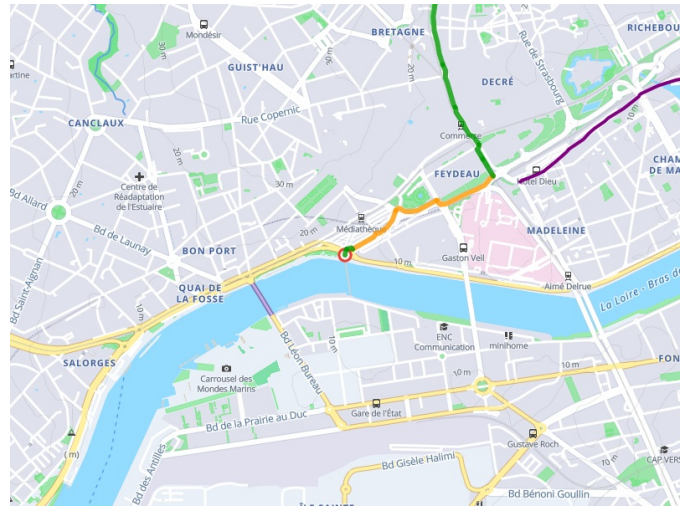 BRETAGNE
RICHEBOU
Mondésir
30 m
20 m
Rue de Strasbourg
artine
GUIST'HAU
DECRÉ
10 m
Rue Copernic
CANCLAUX
Commerce
20 m
CHAM
DE MA
FEYDEAU
Hôtel Dieu
Centre de
Réadaptation
de l'Estuaire
30 m
20 m
Bd Allard
Bd de Launay
Médiathèque
MADELEINE
20 m
BON PORT
Gaston Veil
10 m
10 m
Bd Saint-Aignan
QUAI DE
LA FOSSE
Aimé Delrue
La Loire - Bras de
10 m
ENC
Communication
minihome
Bd Léon Bureau
SALORGES
Carrousel des
Mondes Marins
10 m
FON
10 m
Gare de l'État
Bd de la Prairie au Duc
Gustave Roch
( m)
Bd des Antilles
Bd Gisèle Halimi
10 m
CAP VERS
Bd Bénoni Goullin
ÎLE SAINTE